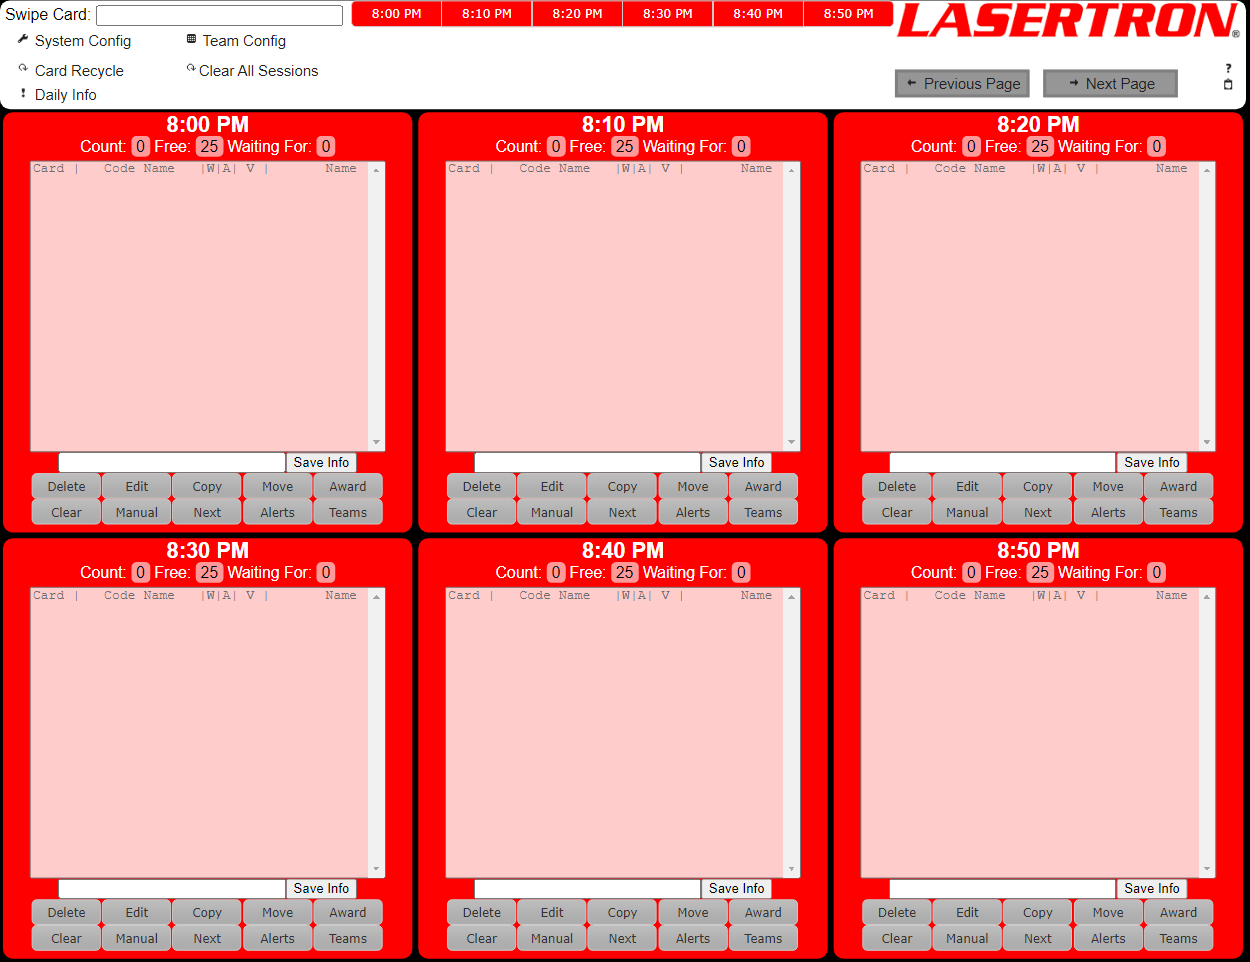 Swipe Card: 8:00 PM 8:10 PM 8:20 PM 8:30 PM 8:40 PM 8:50 PM LASERTRON®
System Config Team Config
Card Recycle Clear All Sessions ?
Previous Page Next Page
Daily Info
8:00 PM
Count: 0 Free: 25 Waiting For: 0
Card | Code Name |W|A| V | Name
Save Info
Delete Edit Copy Move Award
Clear Manual Next Alerts Teams
8:10 PM
Count: 0 Free: 25 Waiting For: 0
Card | Code Name |W|A| V | Name
Save Info
Delete Edit Copy Move Award
Clear Manual Next Alerts Teams
8:20 PM
Count: 0 Free: 25 Waiting For: 0
Card | Code Name |W|A| V | Name
Save Info
Delete Edit Copy Move Award
Clear Manual Next Alerts Teams
8:30 PM
Count: 0 Free: 25 Waiting For: 0
Card | Code Name |W|A| V | Name
Save Info
Delete Edit Copy Move Award
Clear Manual Next Alerts Teams
8:40 PM
Count: 0 Free: 25 Waiting For: 0
Card | Code Name |W|A| V | Name
Save Info
Delete Edit Copy Move Award
Clear Manual Next Alerts Teams
8:50 PM
Count: 0 Free: 25 Waiting For: 0
Card | Code Name |W|A| V | Name
Save Info
Delete Edit Copy Move Award
Clear Manual Next Alerts Teams